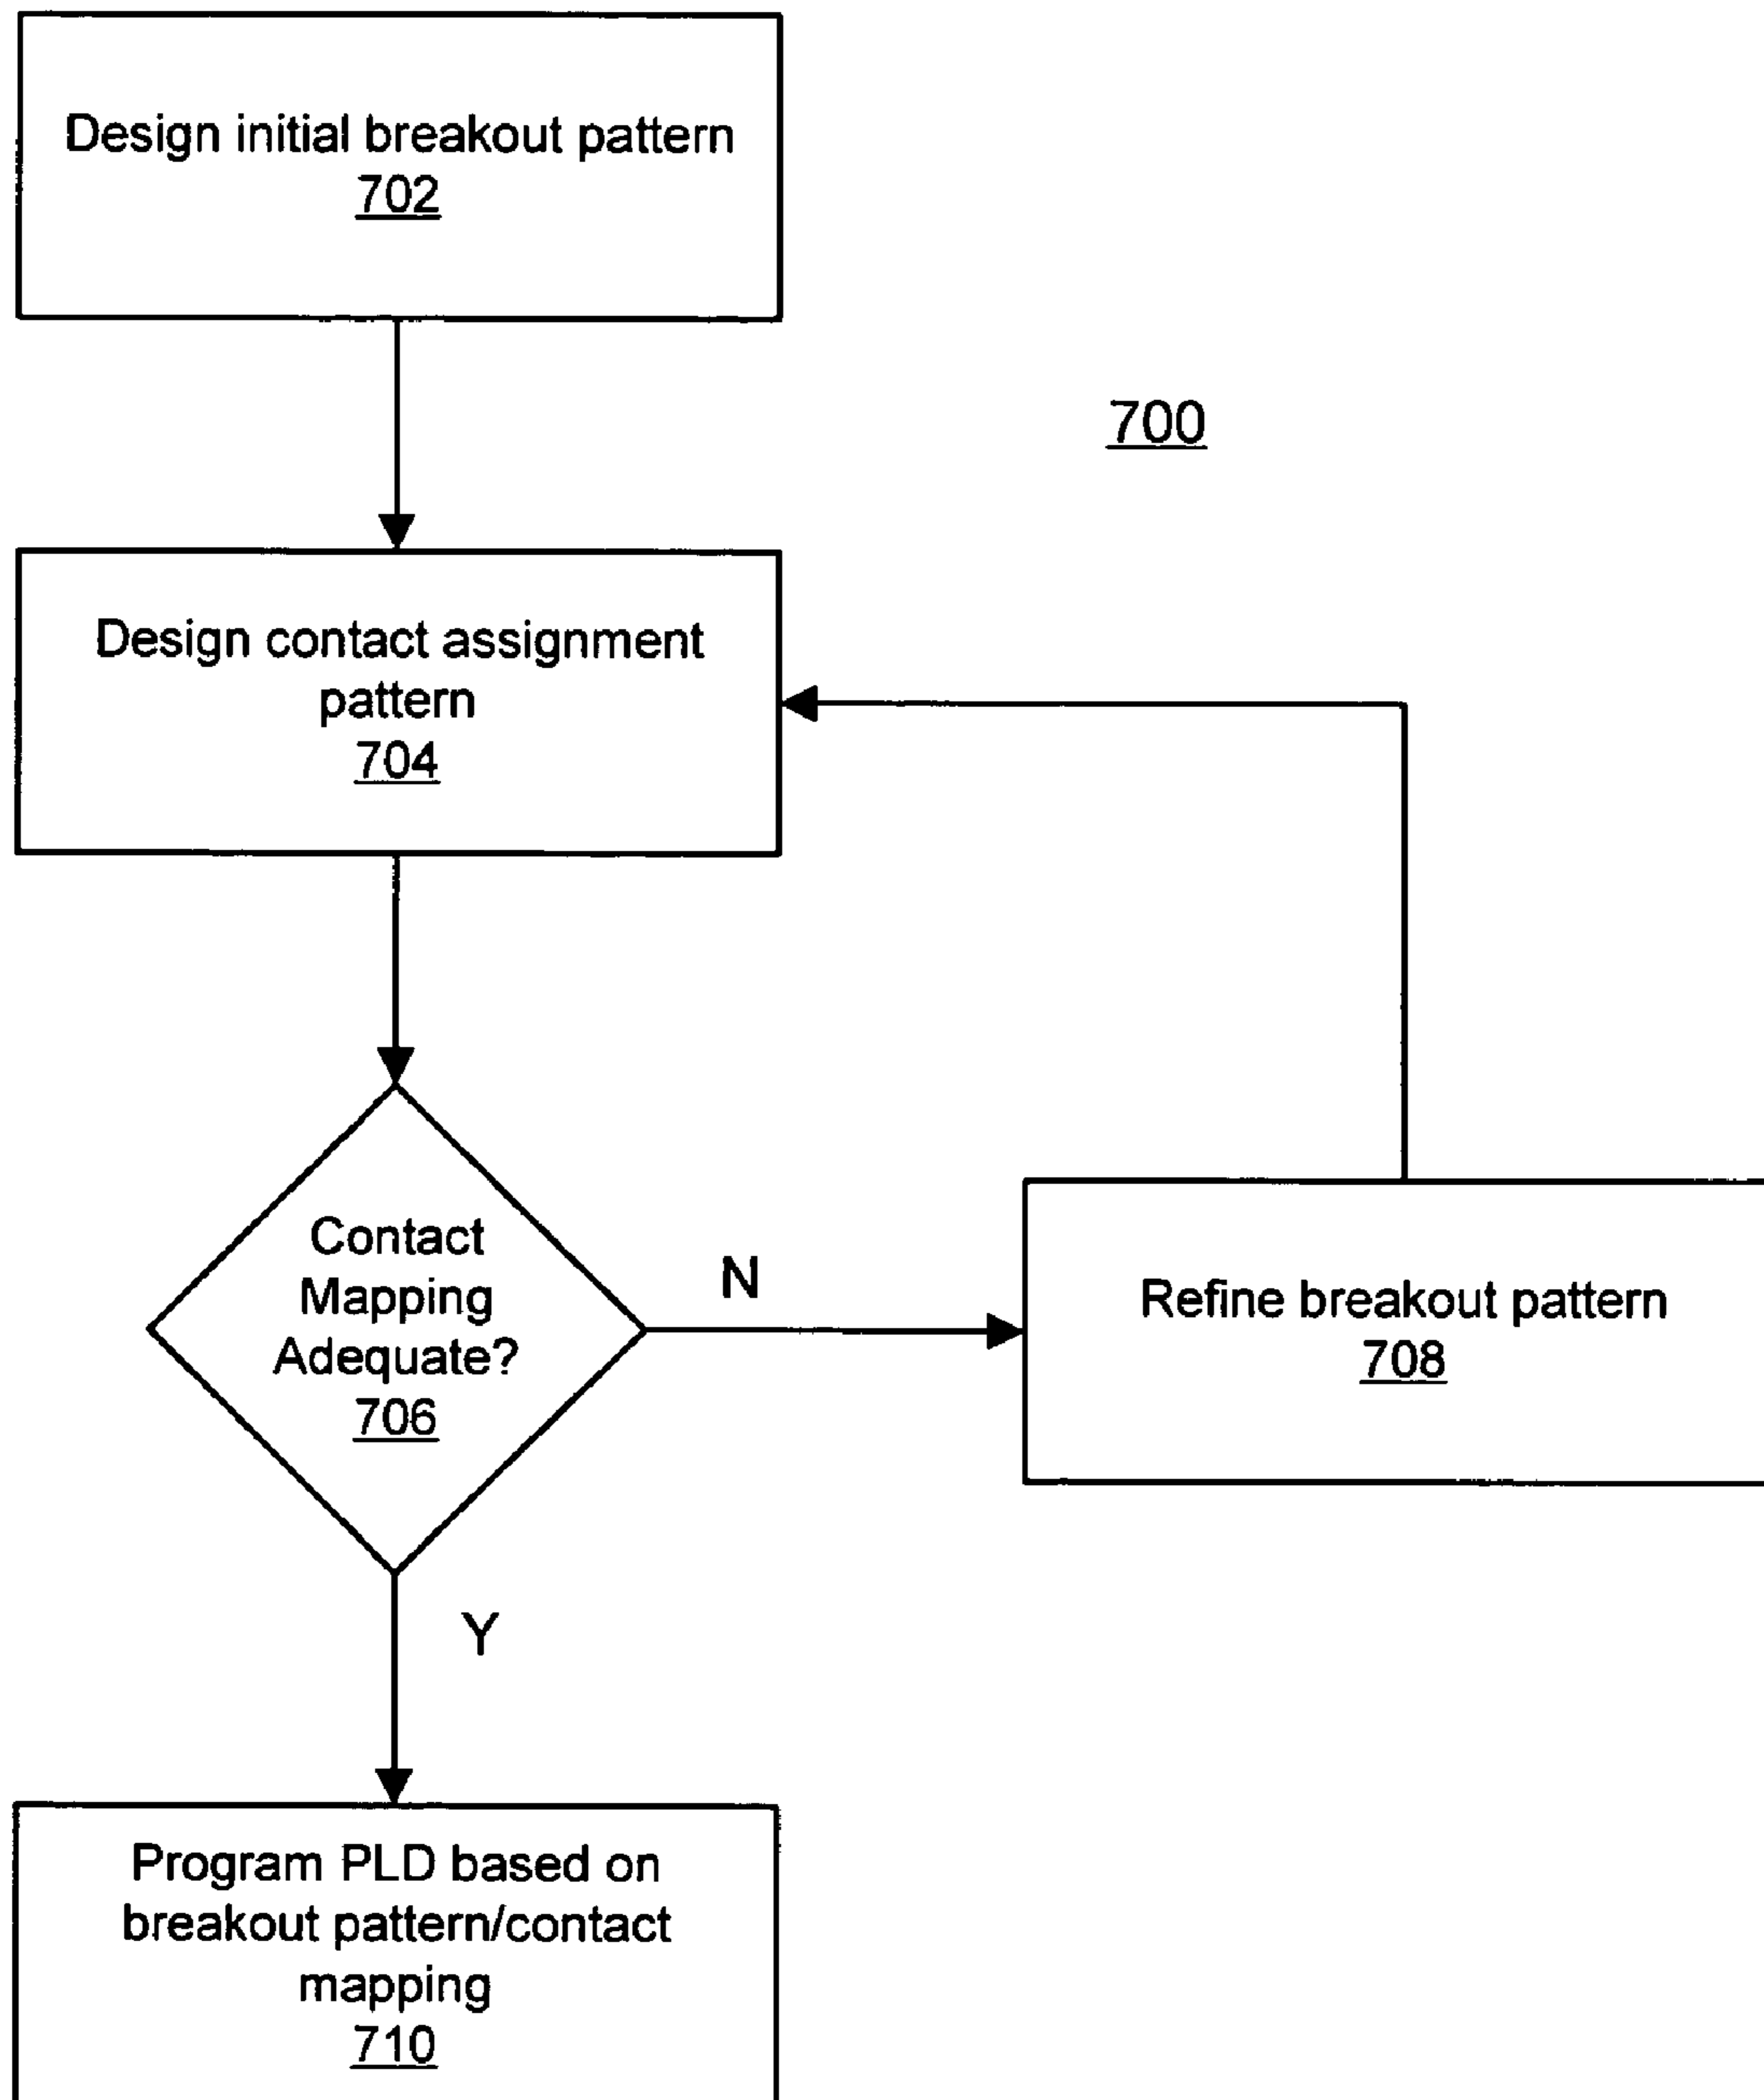 Design initial breakout pattern
702
700
Design contact assignment
pattern
704
Contact
Mapping
Adequate?
706
N
Refine breakout pattern
708
Y
Program PLD based on
breakout pattern/contact
mapping
710